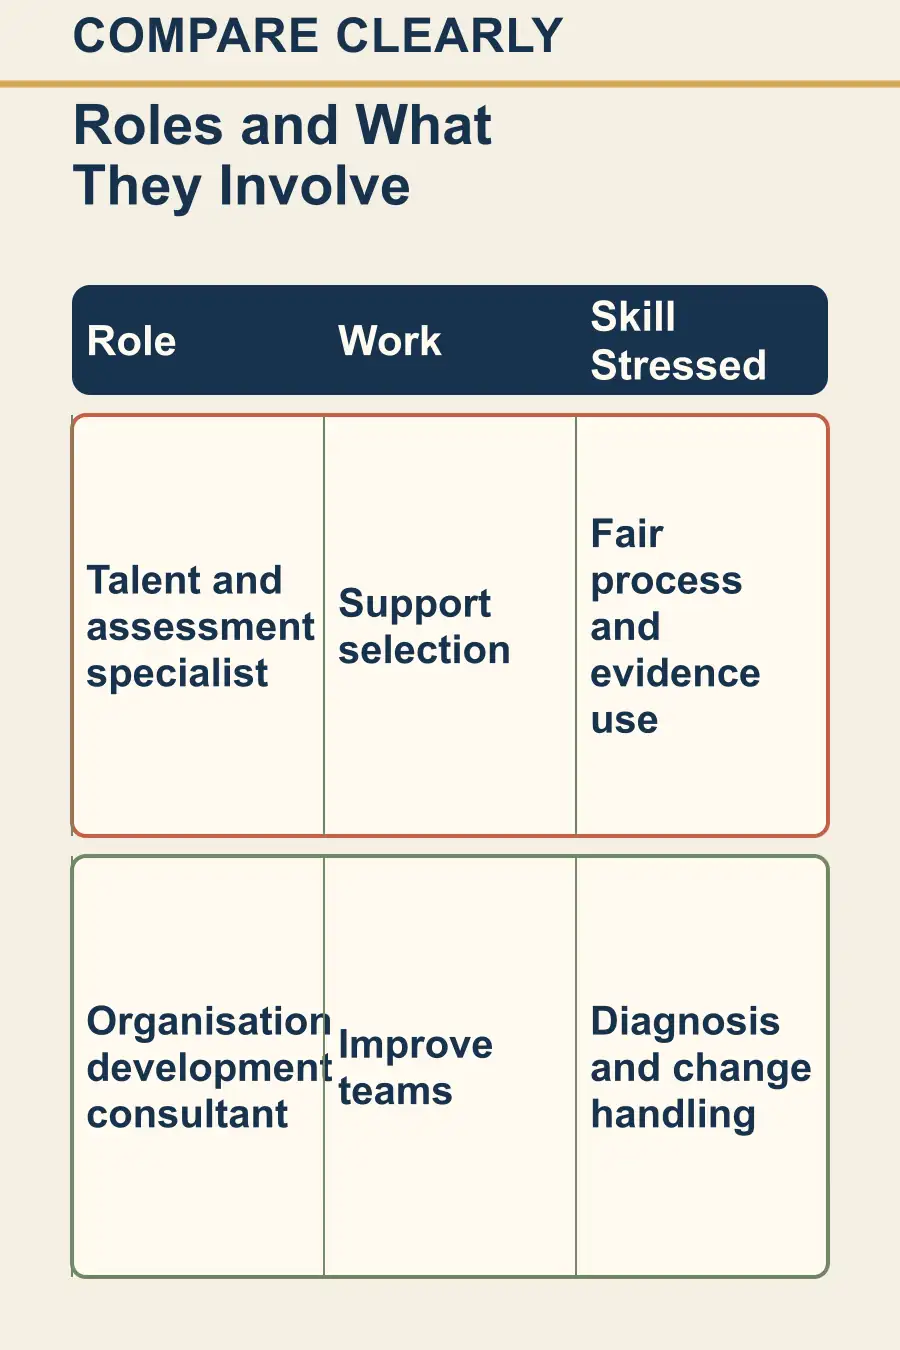 COMPARE CLEARLY
Roles and What
They Involve
Role
Work
Skill
Stressed
Talent and
assessment
specialist
Support
selection
Fair
process
and
evidence
use
Organisation
development
consultant
Improve
teams
Diagnosis
and change
handling